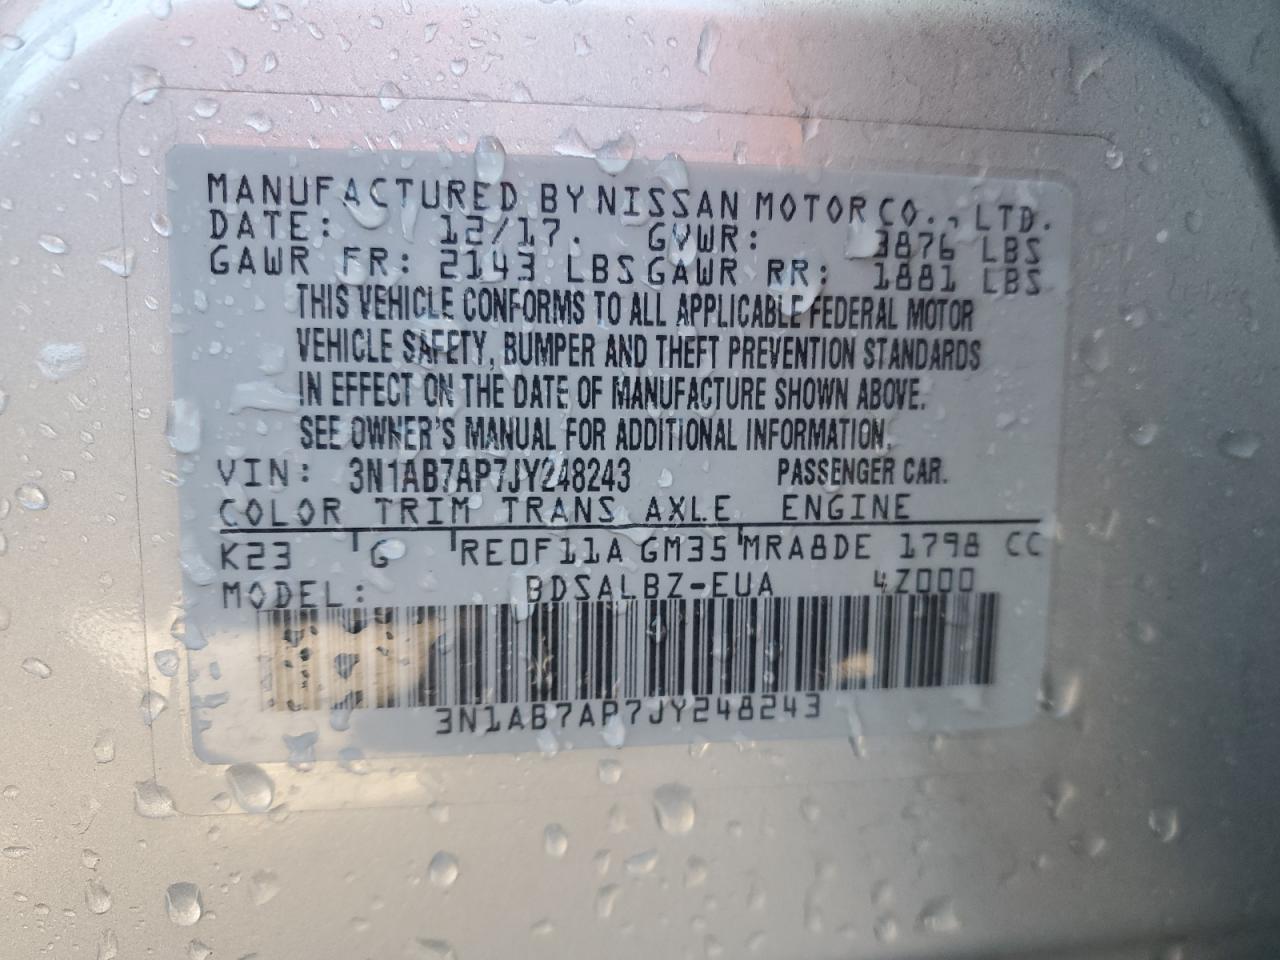 MANUFACTURED BY NISSAN MOTOR CO., LTD.
DATE: 12/17. GVWR: 3876 LBS
GAWR FR: 2143 LBS GAWR RR: 1881 LBS
THIS VEHICLE CONFORMS TO ALL APPLICABLE FEDERAL MOTOR
VEHICLE SAFETY, BUMPER AND THEFT PREVENTION STANDARDS
IN EFFECT ON THE DATE OF MANUFACTURE SHOWN ABOVE.
SEE OWNER'S MANUAL FOR ADDITIONAL INFORMATION.
VIN: 3N1AB7AP7JY248243 PASSENGER CAR.
COLOR TRIM TRANS AXLE ENGINE
K23 G RE0F11A GM35 MRA8DE 1798 CC
MODEL: BDSALBZ-EUA 4Z000
3N1AB7AP7JY248243